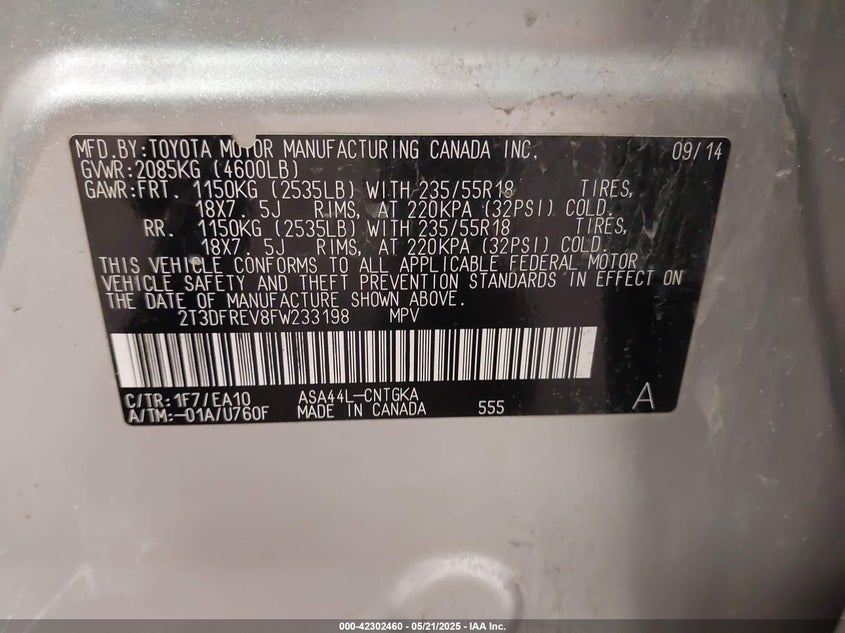 MFD.BY:TOYOTA MOTOR MANUFACTURING CANADA INC. 09/14
GVWR:2085KG (4600LB)
GAWR:FRT. 1150KG (2535LB) WITH 235/55R18 TIRES,
18X7.5J RIMS, AT 220KPA (32PSI) COLD.
RR. 1150KG (2535LB) WITH 235/55R18 TIRES,
18X7.5J RIMS, AT 220KPA (32PSI) COLD.
THIS VEHICLE CONFORMS TO ALL APPLICABLE FEDERAL MOTOR
VEHICLE SAFETY AND THEFT PREVENTION STANDARDS IN EFFECT ON
THE DATE OF MANUFACTURE SHOWN ABOVE.
2T3DFREV8FW233198 MPV
C/TR:1F7/EA10 ASA44L-CNTGKA
A/TM:-01A/U760F MADE IN CANADA 555 A
000-42302460 - 05/21/2025 - IAA Inc.